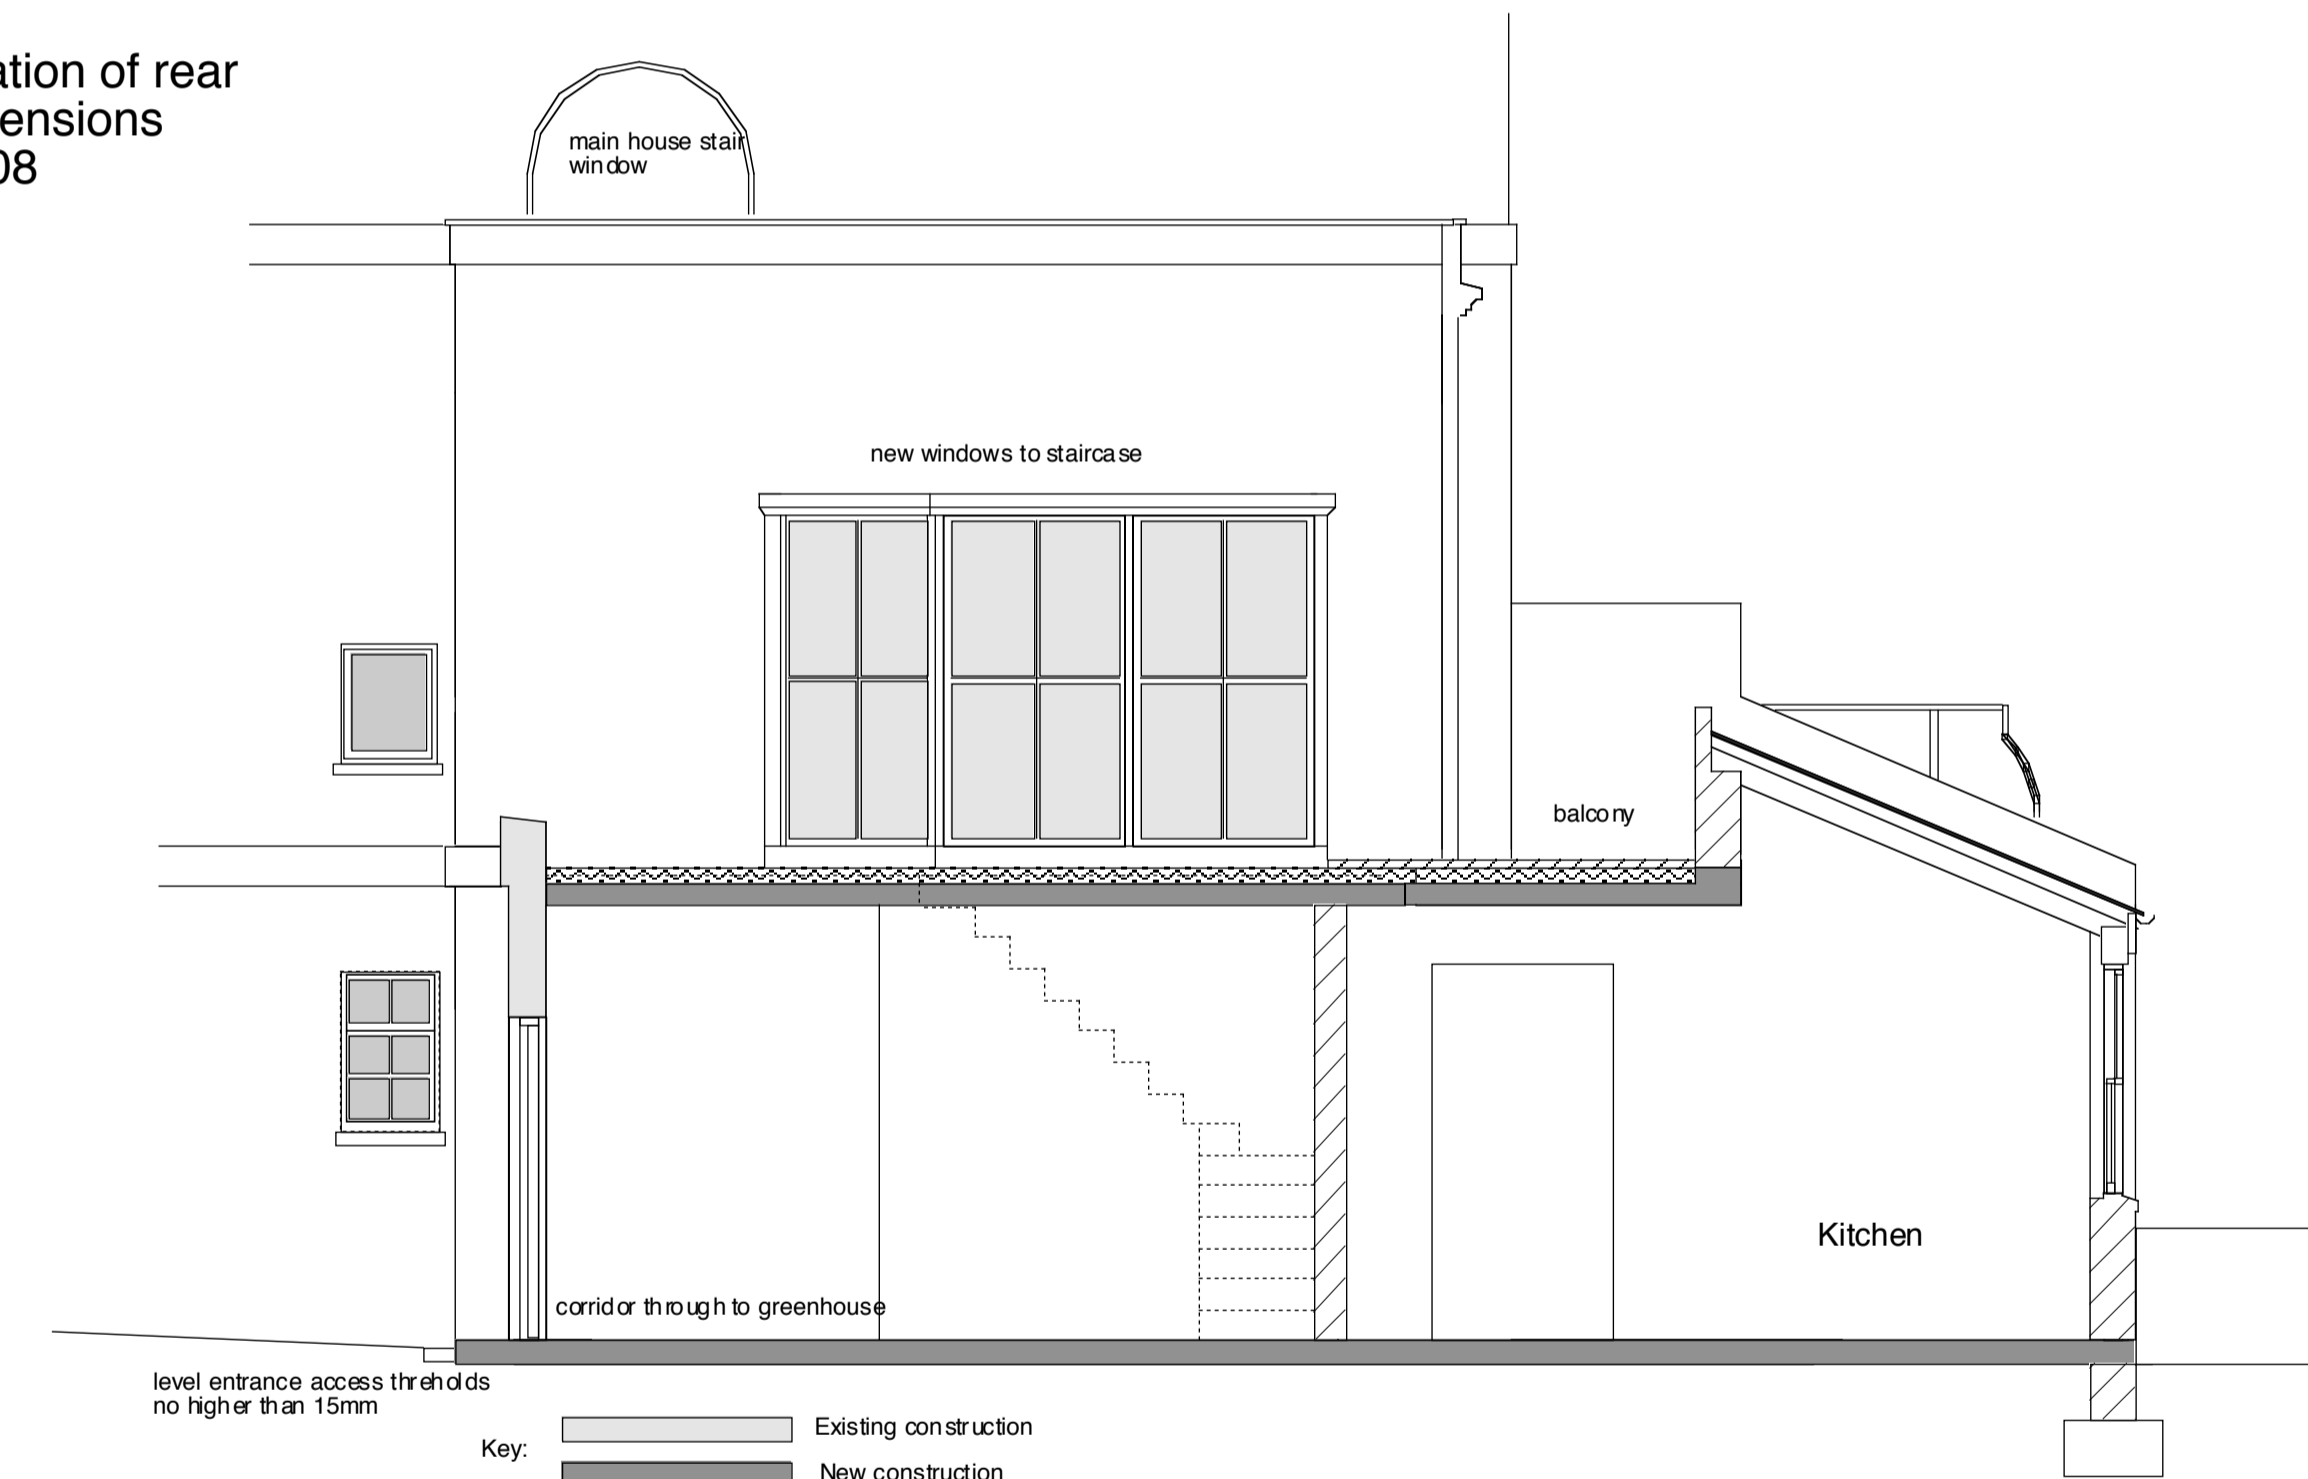 ation of rear
ensions
08
main house stair
window
new windows to staircase
balcony
Kitchen
corridor through to greenhouse
level entrance access threholds
no higher than 15mm
Key:
Existing construction
New construction